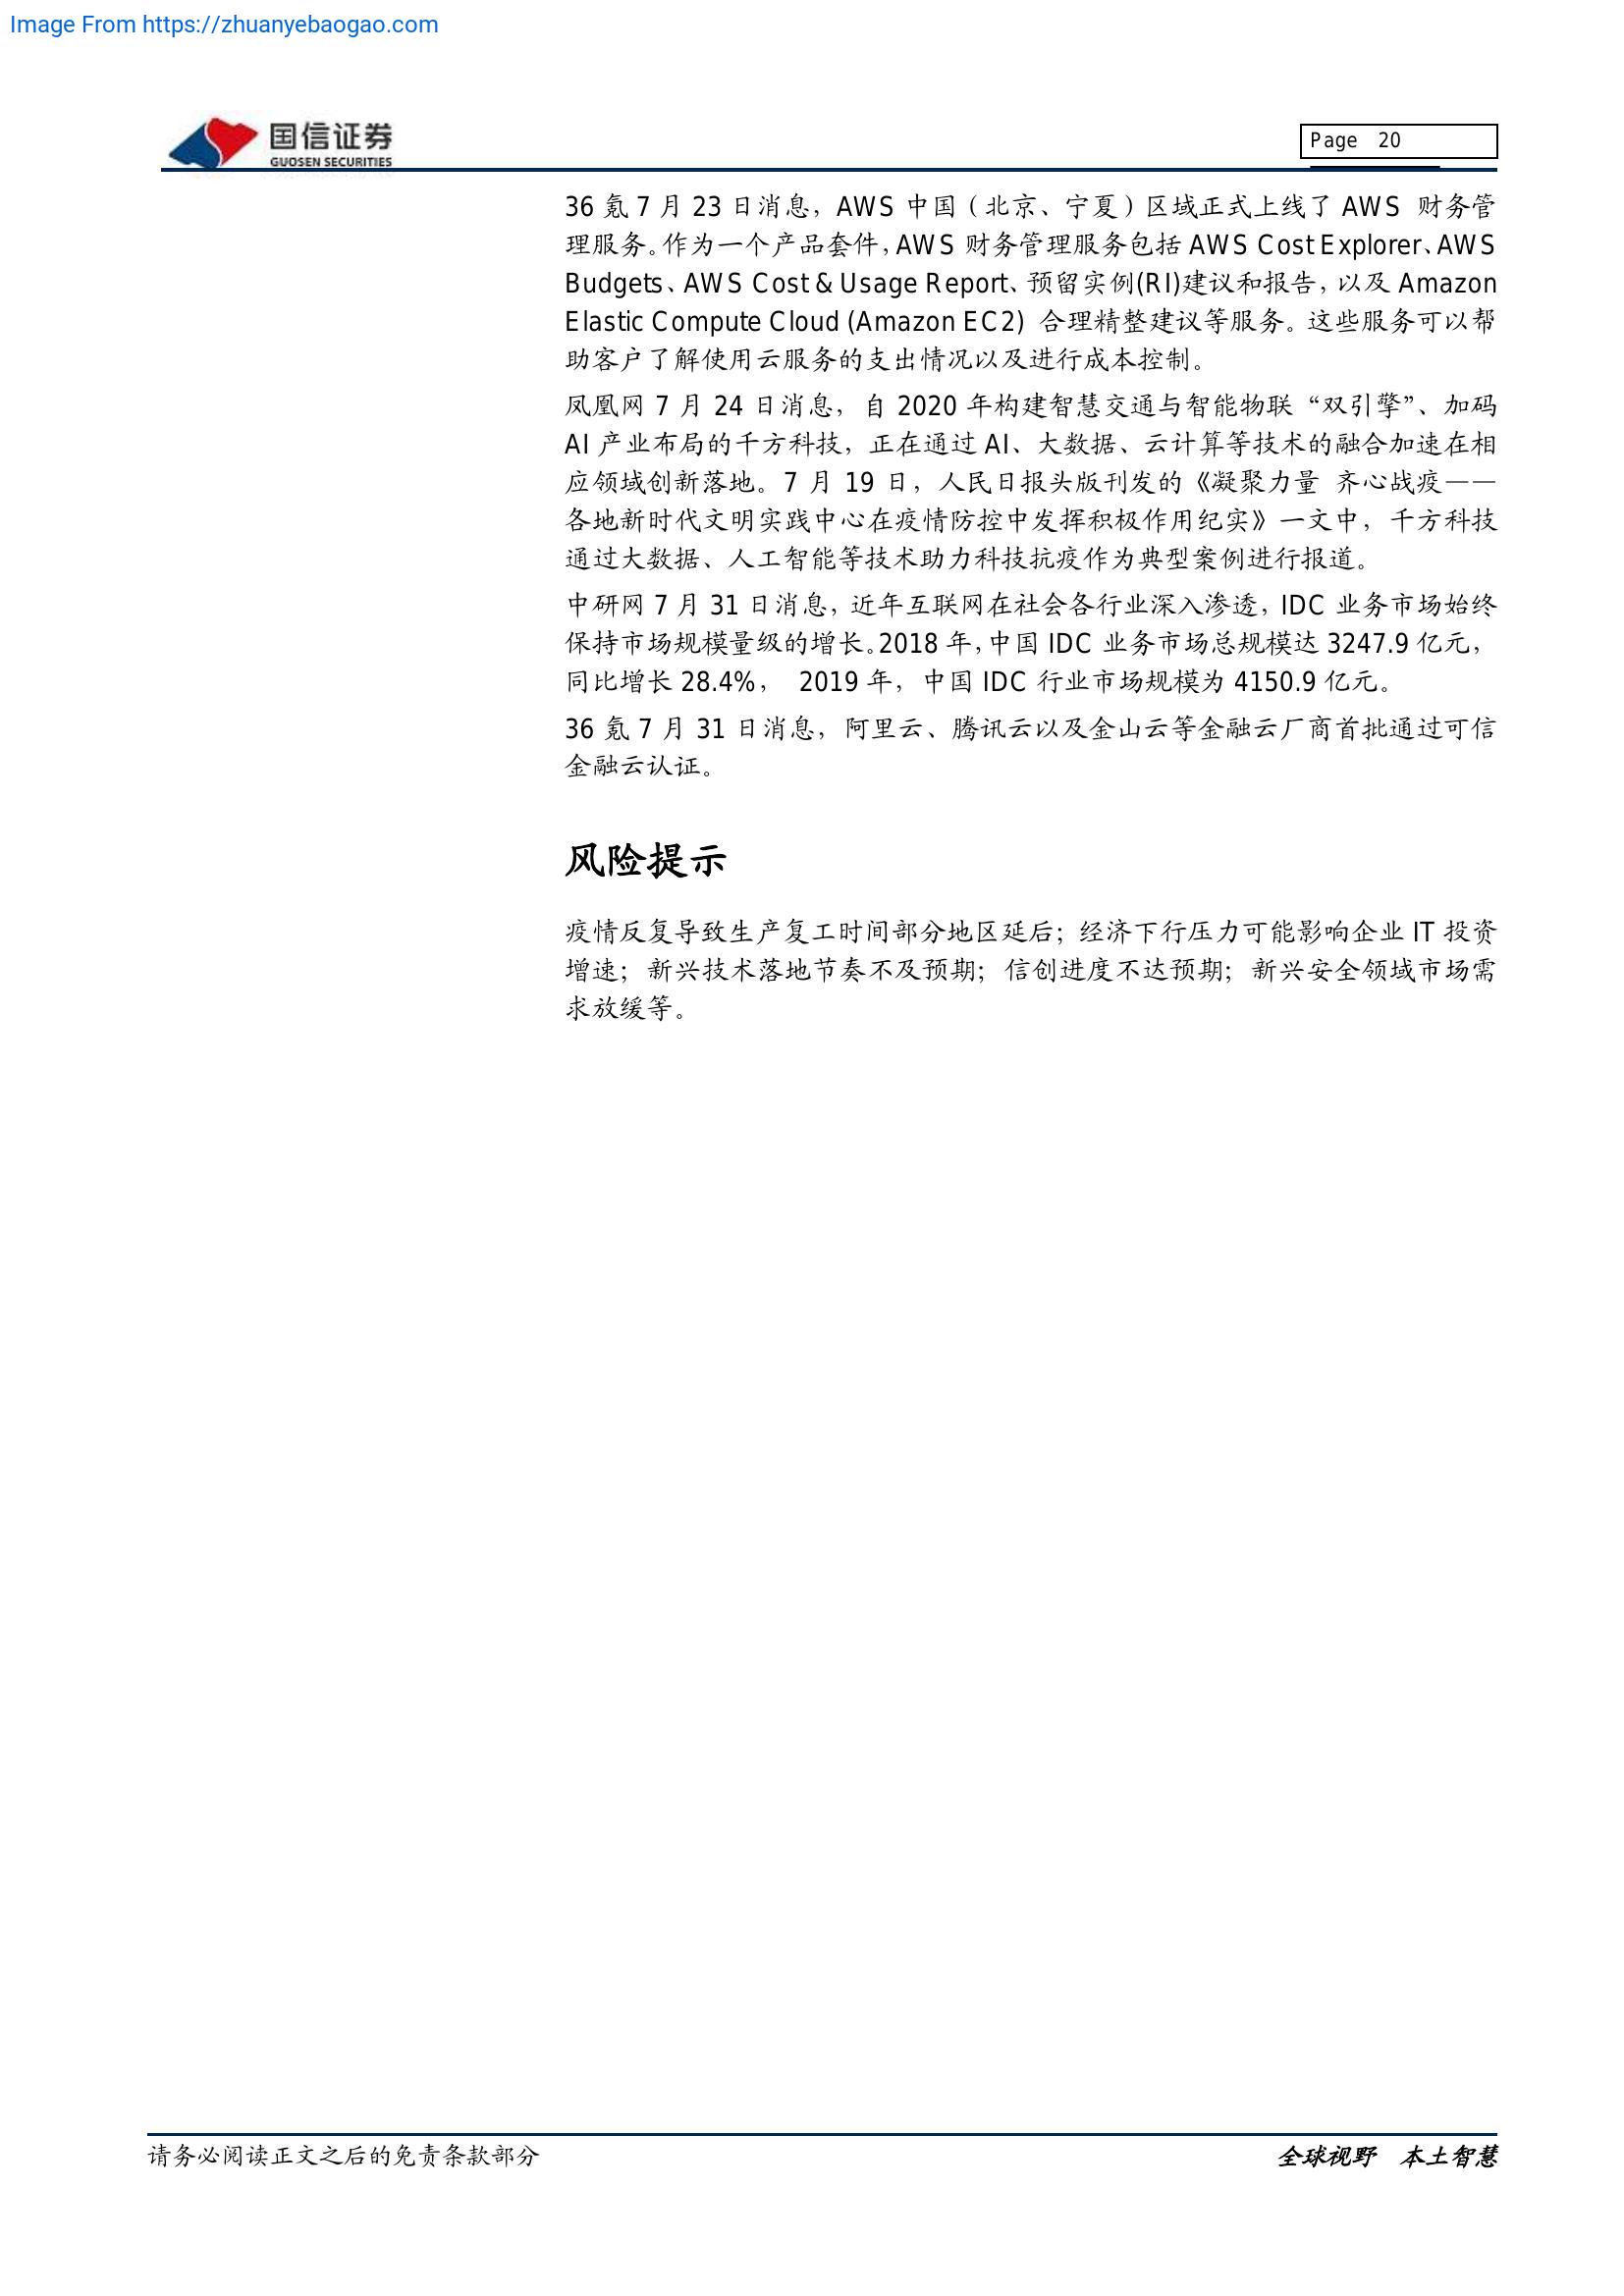 Image From https://zhuanyebaogao.com
国信证券
GUOSEN SECURITIES
Page 20
36 氪 7 月 23 日消息，AWS 中国（北京、宁夏）区域正式上线了 AWS 财务管
理服务。作为一个产品套件，AWS 财务管理服务包括 AWS Cost Explorer、AWS
Budgets、AWS Cost & Usage Report、预留实例(RI)建议和报告，以及 Amazon
Elastic Compute Cloud (Amazon EC2) 合理精整建议等服务。这些服务可以帮
助客户了解使用云服务的支出情况以及进行成本控制。
凤凰网 7 月 24 日消息，自 2020 年构建智慧交通与智能物联“双引擎”、加码
AI 产业布局的千方科技，正在通过 AI、大数据、云计算等技术的融合加速在相
应领域创新落地。7 月 19 日，人民日报头版刊发的《凝聚力量 齐心战疫——
各地新时代文明实践中心在疫情防控中发挥积极作用纪实》一文中，千方科技
通过大数据、人工智能等技术助力科技抗疫作为典型案例进行报道。
中研网 7 月 31 日消息，近年互联网在社会各行业深入渗透，IDC 业务市场始终
保持市场规模量级的增长。2018 年，中国 IDC 业务市场总规模达 3247.9 亿元，
同比增长 28.4%， 2019 年，中国 IDC 行业市场规模为 4150.9 亿元。
36 氪 7 月 31 日消息，阿里云、腾讯云以及金山云等金融云厂商首批通过可信
金融云认证。
风险提示
疫情反复导致生产复工时间部分地区延后；经济下行压力可能影响企业 IT 投资
增速；新兴技术落地节奏不及预期；信创进度不达预期；新兴安全领域市场需
求放缓等。
请务必阅读正文之后的免责条款部分
全球视野 本土智慧